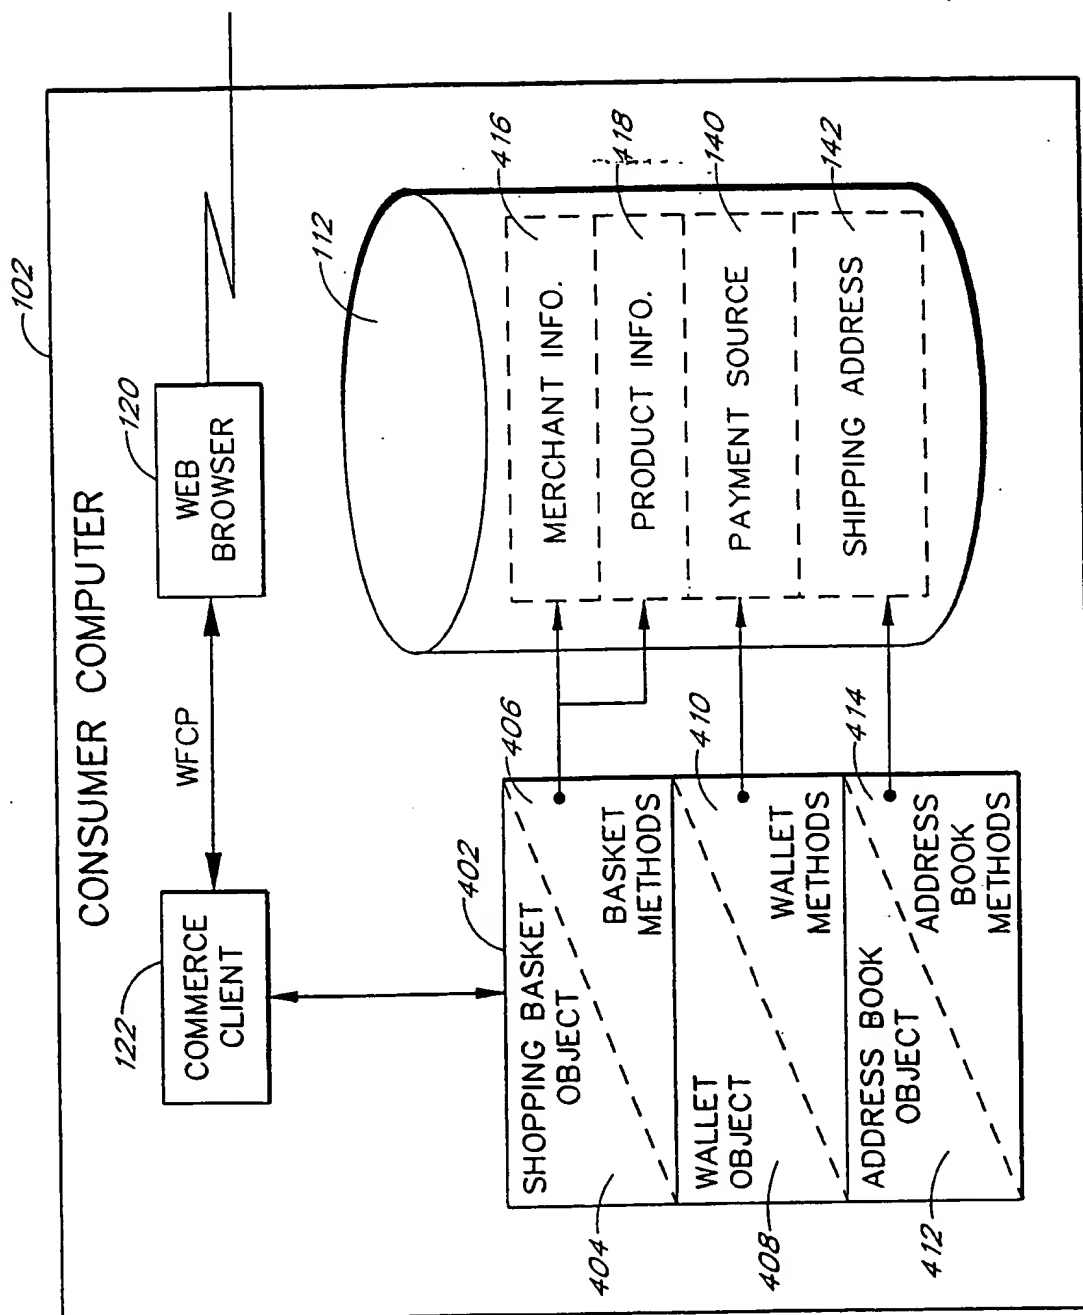 102
CONSUMER COMPUTER
122
COMMERCE
CLIENT
WFCP
120
WEB
BROWSER
402
SHOPPING BASKET
OBJECT
404
406
BASKET
METHODS
WALLET
OBJECT
408
410
WALLET
METHODS
ADDRESS BOOK
OBJECT
412
414
ADDRESS
BOOK
METHODS
112
MERCHANT INFO.
416
PRODUCT INFO.
418
PAYMENT SOURCE
140
SHIPPING ADDRESS
142